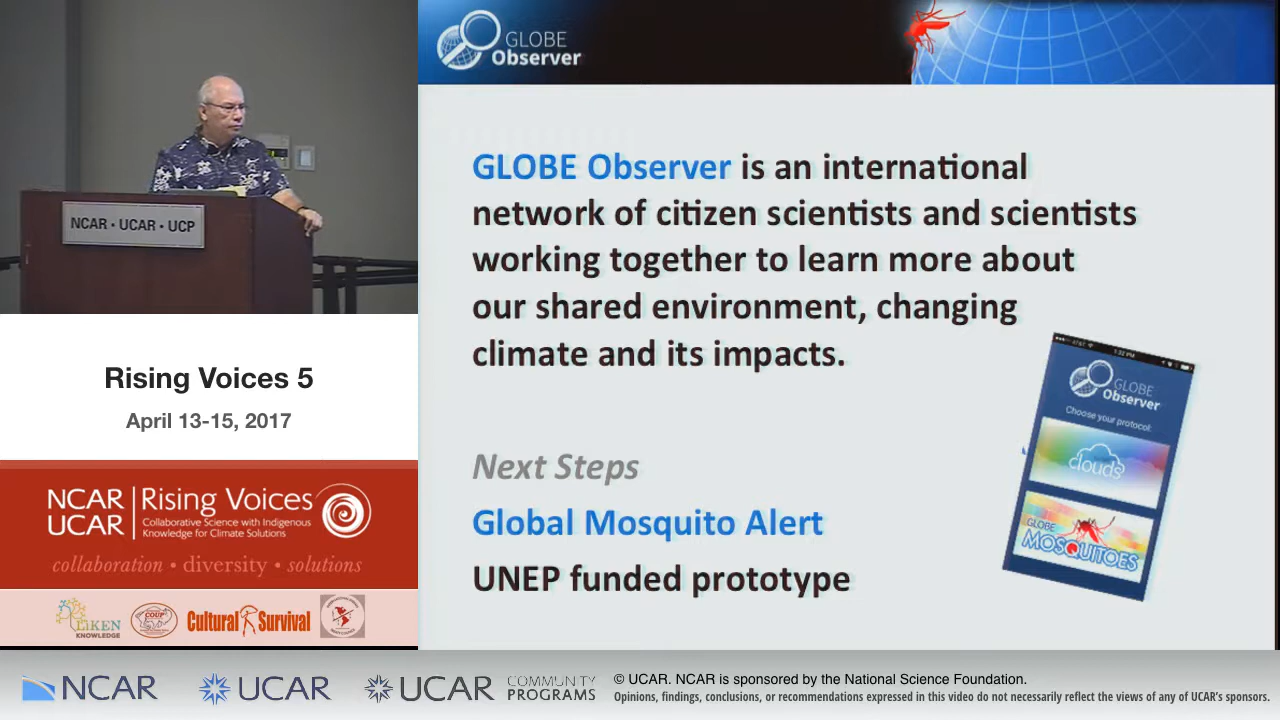 NCAR • UCAR • UCP
Rising Voices 5
April 13-15, 2017
NCAR
UCAR
Rising Voices
Collaborative Science with Indigenous
Knowledge for Climate Solutions
collaboration • diversity • solutions
LiKEN
KNOWLEDGE
COUP
Cultural Survival
GLOBE
Observer
GLOBE Observer is an international
network of citizen scientists and scientists
working together to learn more about
our shared environment, changing
climate and its impacts.
Next Steps
Global Mosquito Alert
UNEP funded prototype
1:32 PM
GLOBE
Observer
Choose your protocol:
clouds
GLOBE
MOSQUITOES
NCAR
UCAR
UCAR
COMMUNITY
PROGRAMS
© UCAR. NCAR is sponsored by the National Science Foundation.
Opinions, findings, conclusions, or recommendations expressed in this video do not necessarily reflect the views of any of UCAR's sponsors.